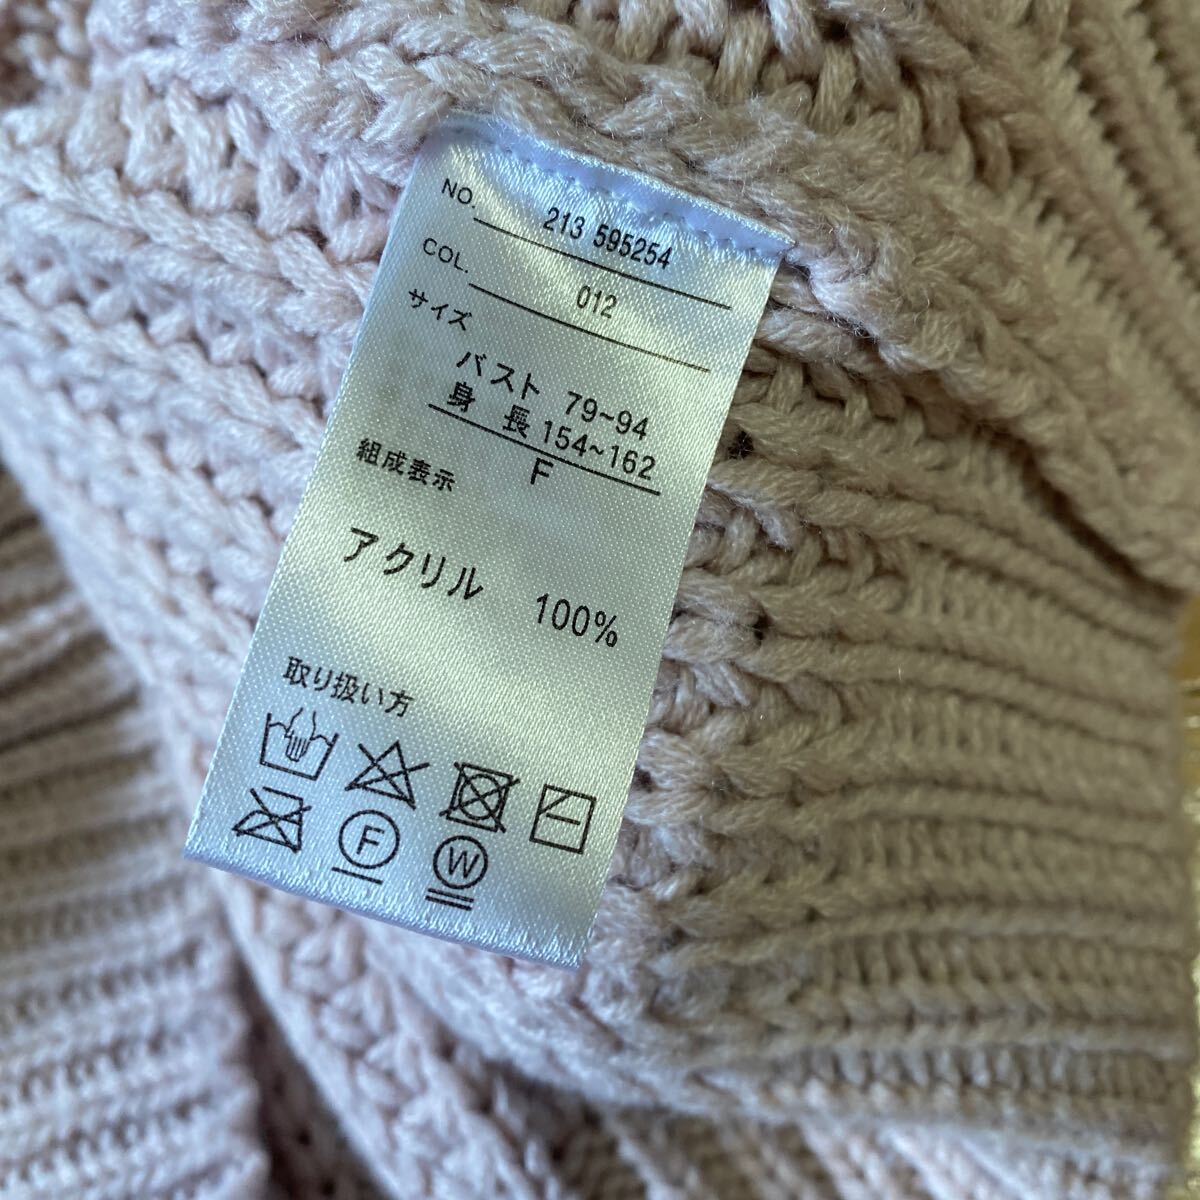 NO. 213 595254
COL. 012
サイズ
バスト 79~94
身長 154~162
F
組成表示
アクリル 100%
取り扱い方
F
W